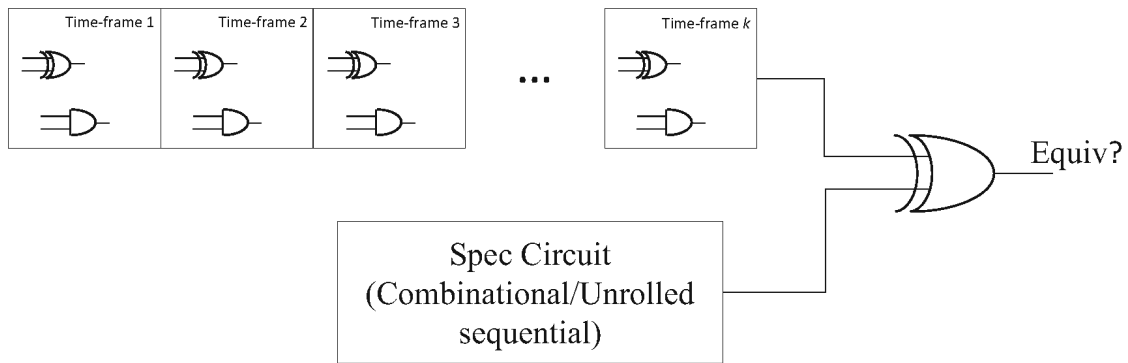 Time-frame 1
Time-frame 2
Time-frame 3
...
Time-frame k
Equiv?
Spec Circuit
(Combinational/Unrolled
sequential)